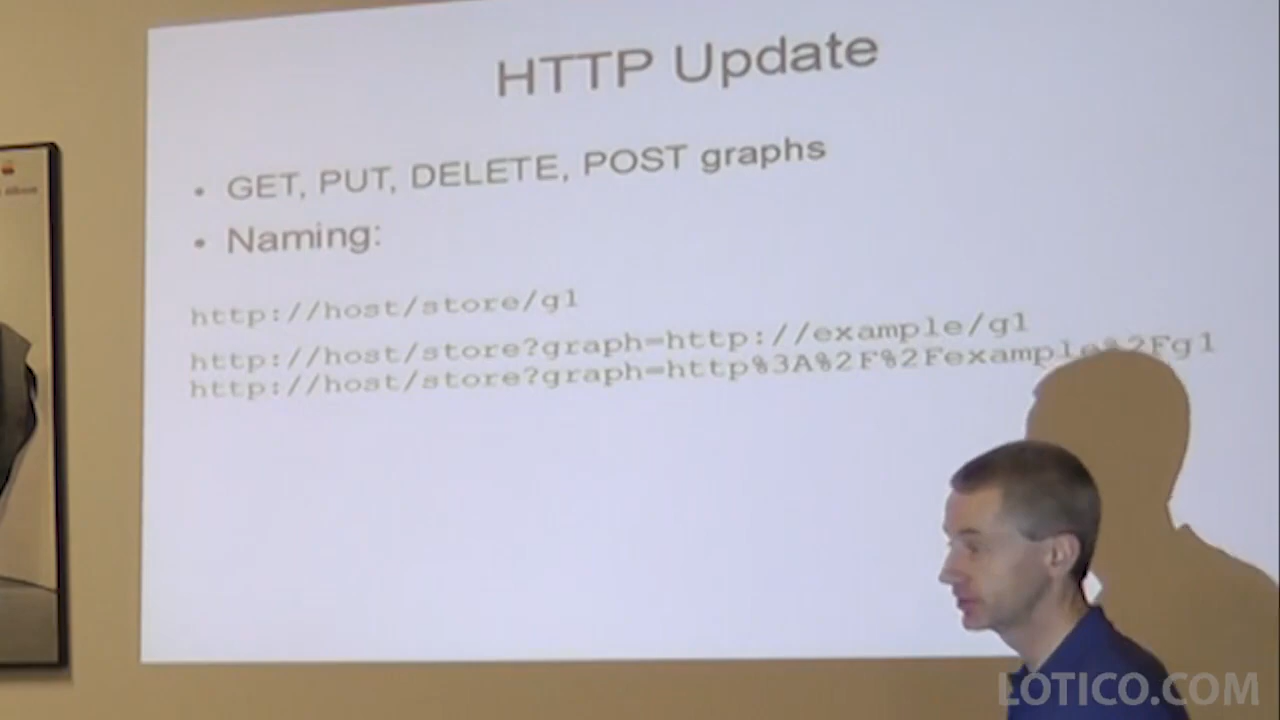 HTTP Update
• GET, PUT, DELETE, POST graphs
• Naming:
http://host/store/g1
http://host/store?graph=http://example/g1
http://host/store?graph=http%3A%2F%2Fexample%2Fg1
LOTICO.COM